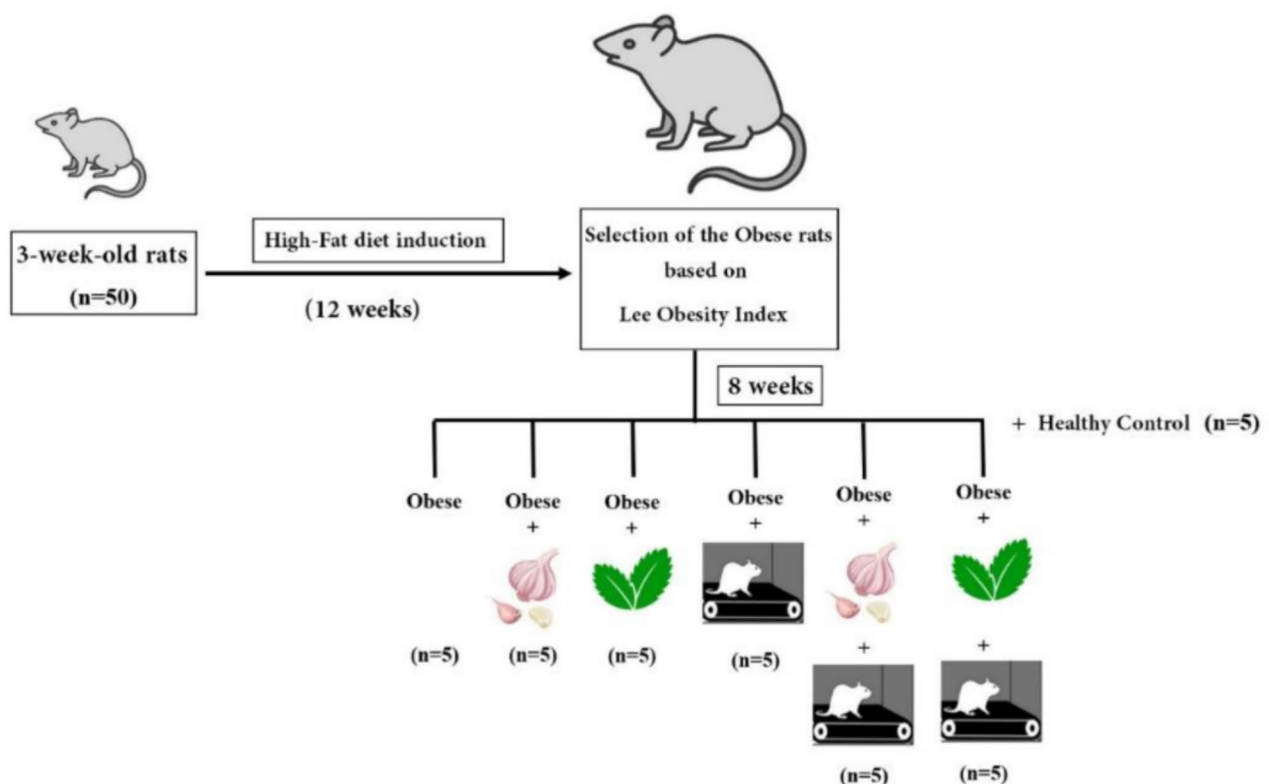 3-week-old rats
(n=50)
High-Fat diet induction
(12 weeks)
Selection of the Obese rats
based on
Lee Obesity Index
8 weeks
+ Healthy Control (n=5)
Obese
+
(n=5)
Obese
+
(n=5)
Obese
+
(n=5)
Obese
+
(n=5)
Obese
+
+
(n=5)
Obese
+
+
(n=5)